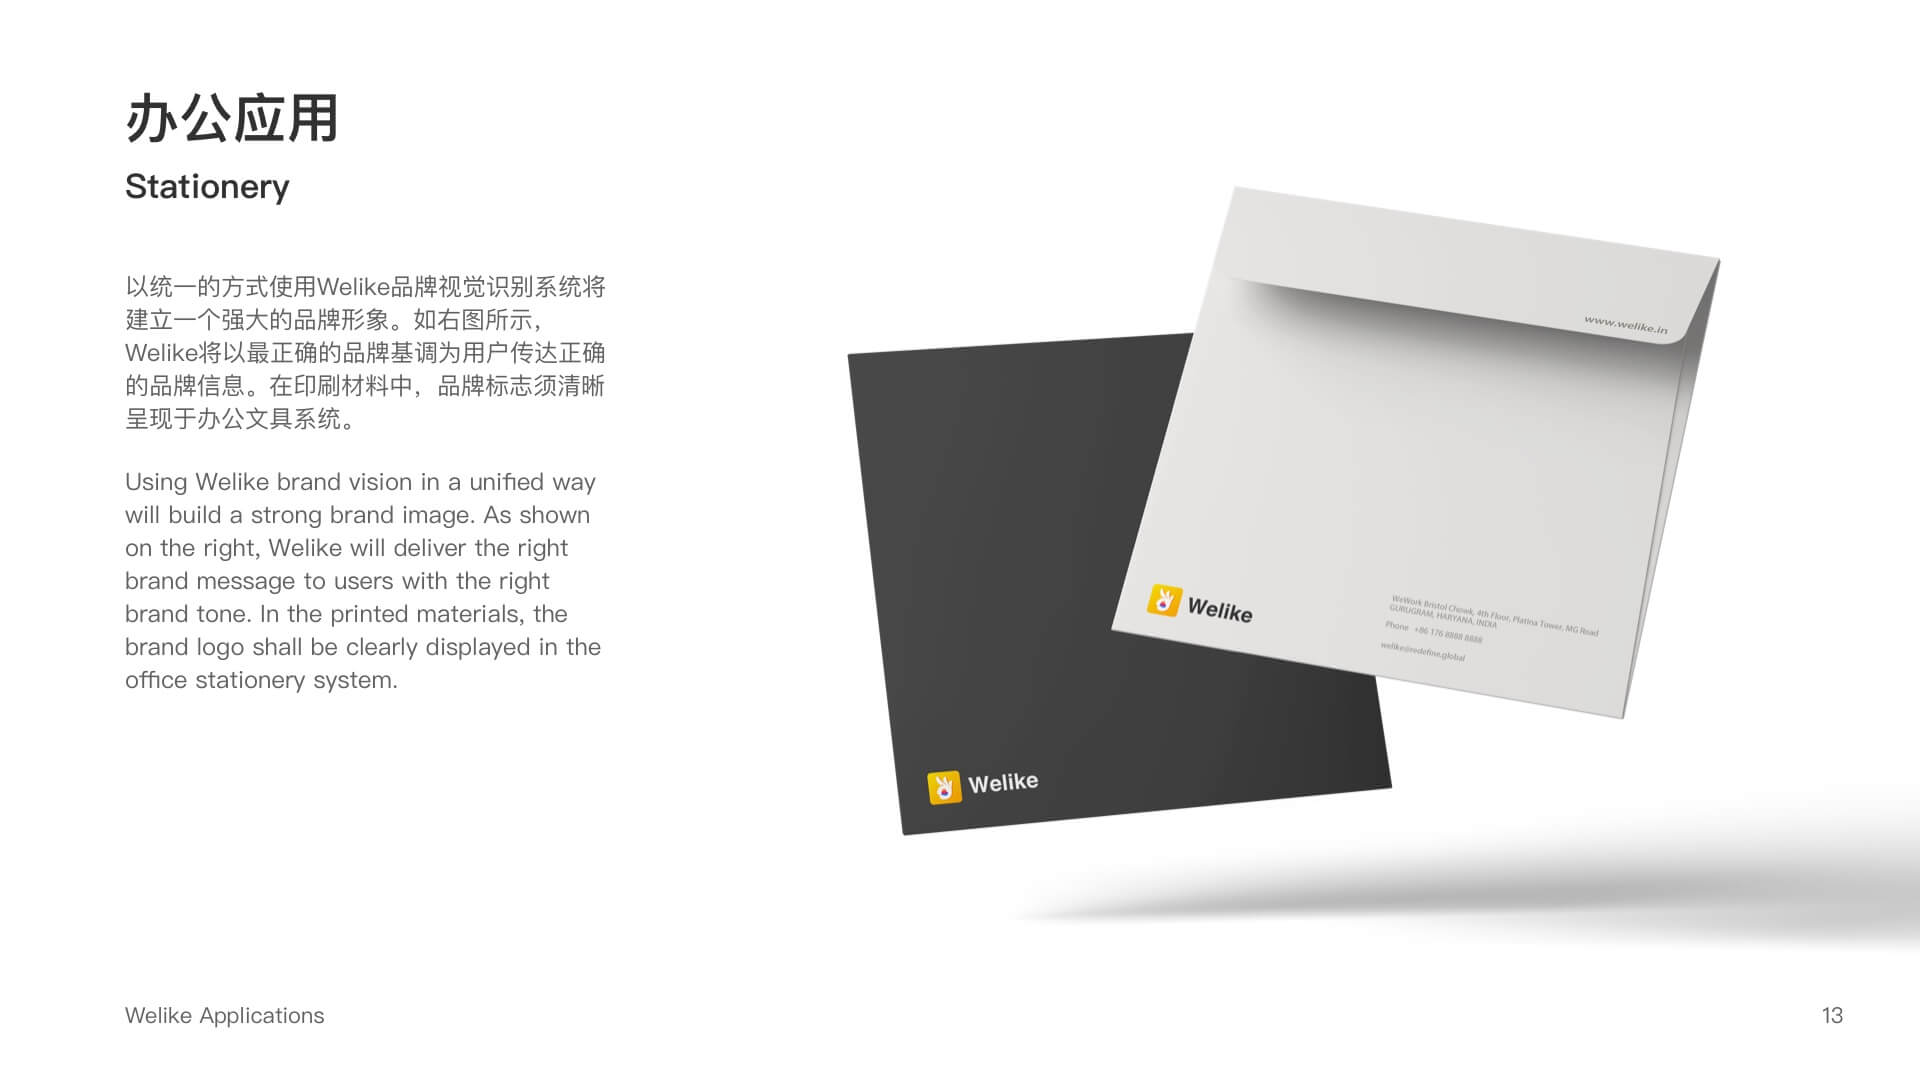 办公应用
Stationery
以统一的方式使用Welike品牌视觉识别系统将
建立一个强大的品牌形象。如右图所示，
Welike将以最正确的品牌基调为用户传达正确
的品牌信息。在印刷材料中，品牌标志须清晰
呈现于办公文具系统。
Using Welike brand vision in a unified way
will build a strong brand image. As shown
on the right, Welike will deliver the right
brand message to users with the right
brand tone. In the printed materials, the
brand logo shall be clearly displayed in the
office stationery system.
www.welike.in
Welike
WeWork Bristol Chowk, 4th Floor, Platina Tower, MG Road
GURUGRAM, HARYANA, INDIA
Phone +86 176 8888 8888
welike@redefine.global
Welike
Welike Applications
13